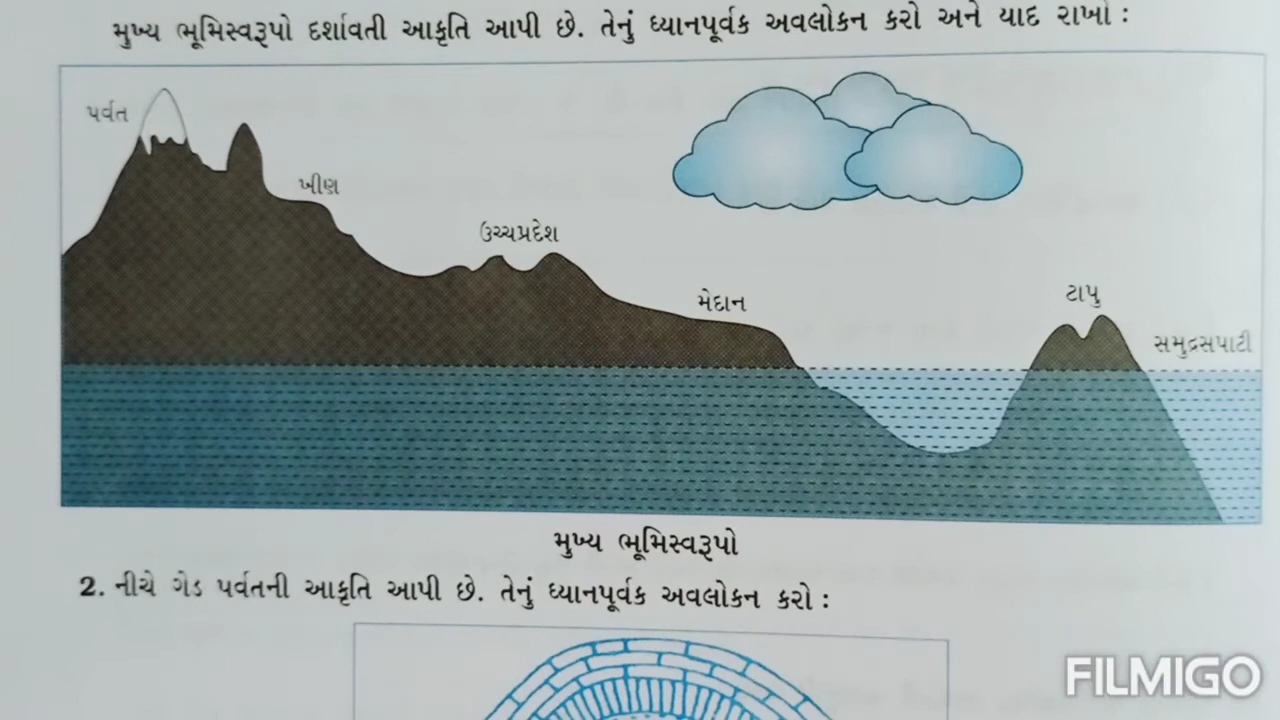 મુખ્ય ભૂમિસ્વરૂપો દર્શાવતી આકૃતિ આપી છે. તેનું ધ્યાનપૂર્વક અવલોકન કરો અને યાદ રાખો :
પર્વત
ખીણ
ઉચ્ચપ્રદેશ
મેદાન
ટાપુ
સમુદ્રસપાટી
મુખ્ય ભૂમિસ્વરૂપો
2. નીચે ગેડ પર્વતની આકૃતિ આપી છે. તેનું ધ્યાનપૂર્વક અવલોકન કરો :
FILMIGO